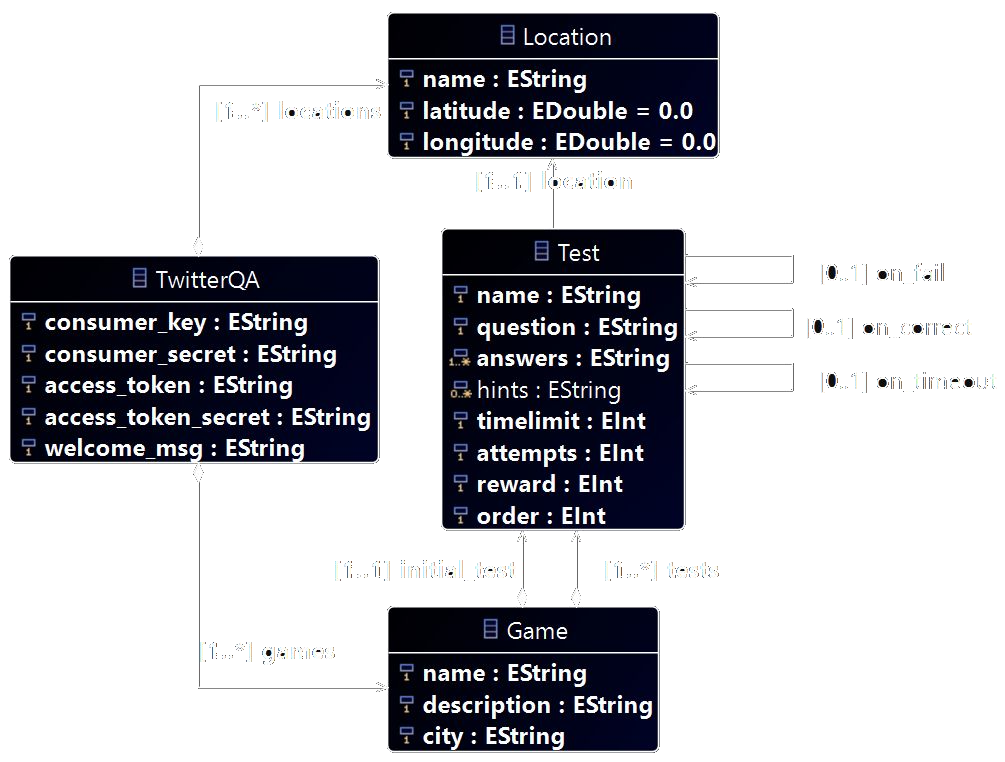 Location
name : EString
latitude : EDouble = 0.0
longitude : EDouble = 0.0
[1..*] locations
[1..1] location
TwitterQA
consumer_key : EString
consumer_secret : EString
access_token : EString
access_token_secret : EString
welcome_msg : EString
Test
name : EString
question : EString
1..* answers : EString
0..* hints : EString
timelimit : EInt
attempts : EInt
reward : EInt
order : EInt
[0..1] on_fail
[0..1] on_correct
[0..1] on_timeout
[1..1] initial_test
[1..*] tests
[1..*] games
Game
name : EString
description : EString
city : EString